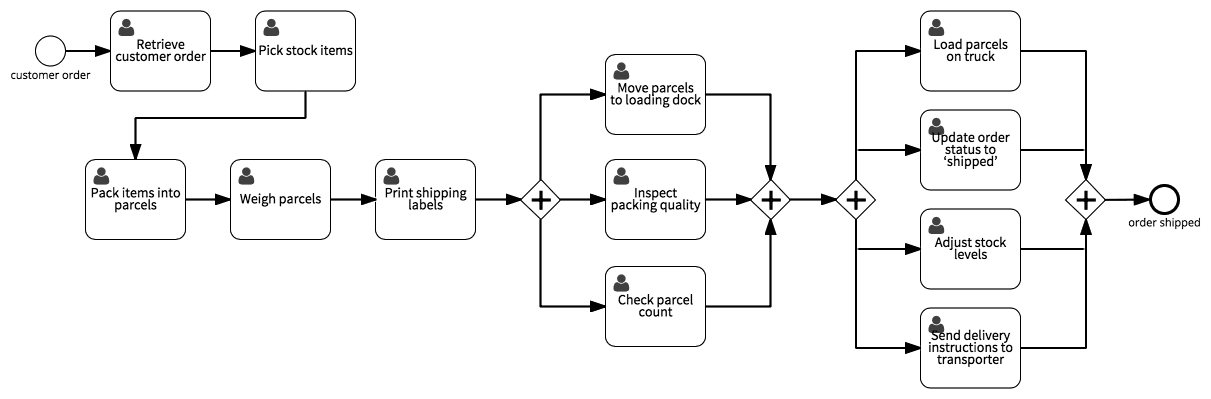 customer order
Retrieve
customer order
Pick stock items
Pack items into
parcels
Weigh parcels
Print shipping
labels
Move parcels
to loading dock
Inspect
packing quality
Check parcel
count
Load parcels
on truck
Update order
status to
‘shipped’
Adjust stock
levels
Send delivery
instructions to
transporter
order shipped